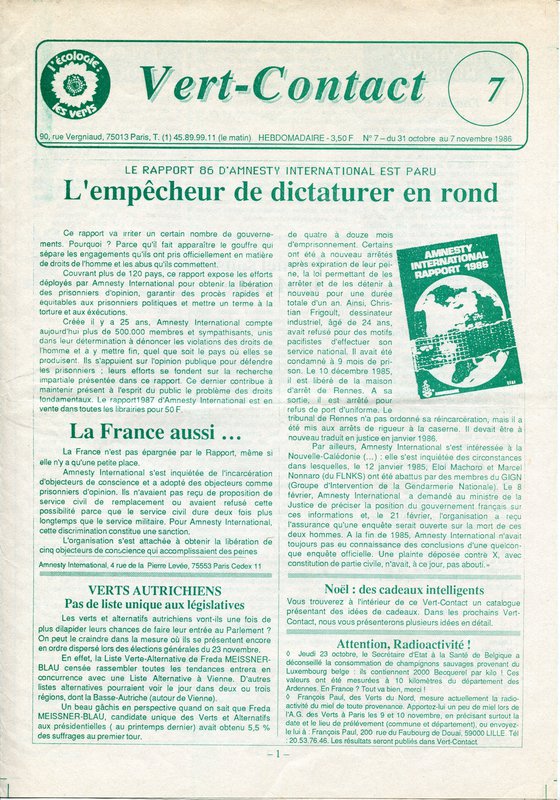 l'écologie:
les verts
Vert-Contact
7
90, rue Vergniaud, 75013 Paris, T. (1) 45.89.99.11 (le matin) HEBDOMADAIRE - 3,50 F N° 7 – du 31 octobre au 7 novembre 1986
LE RAPPORT 86 D'AMNESTY INTERNATIONAL EST PARU
L'empêcheur de dictaturer en rond
Ce rapport va irriter un certain nombre de gouverne-
ments. Pourquoi ? Parce qu'il fait apparaître le gouffre qui
sépare les engagements qu'ils ont pris officiellement en matière
de droits de l'homme et les abus qu'ils commettent.
Couvrant plus de 120 pays, ce rapport expose les efforts
déployés par Amnesty International pour obtenir la libération
des prisonniers d'opinion, garantir des procès rapides et
équitables aux prisonniers politiques et mettre un terme à la
torture et aux éxécutions.
Créée il y a 25 ans, Amnesty International compte
aujourd'hui plus de 500.000 membres et sympathisants, unis
dans leur détermination à dénoncer les violations des droits de
l'homme et à y mettre fin, quel que soit le pays où elles se
produisent. Ils s'appuient sur l'opinion publique pour défendre
les prisonniers ; leurs efforts se fondent sur la recherche
impartiale présentée dans ce rapport. Ce dernier contribue à
maintenir présent à l'esprit du public le problème des droits
fondamentaux. Le rapport1987 d'Amnesty International est en
vente dans toutes les librairies pour 50 F.
La France aussi ...
La France n'est pas épargnée par le Rapport, même si
elle n'y a qu'une petite place.
Amnesty International s'est inquiétée de l'incarcération
d'objecteurs de conscience et a adopté des objecteurs comme
prisonniers d'opinion. Ils n'avaient pas reçu de proposition de
service civil de remplacement ou avaient refusé cette
possibilité parce que le service civil dure deux fois plus
longtemps que le service militaire. Pour Amnesty International,
cette discrimination constitue une sanction.
L'organisation s'est attachée à obtenir la libération de
cinq objecteurs de conscience qui accomplissaient des peines
Amnesty International, 4 rue de la Pierre Levée, 75553 Paris Cedex 11
de quatre à douze mois
d'emprisonnement. Certains
ont été à nouveau arrêtés
après expiration de leur pei-
ne, la loi permettant de les
arrêter et de les détenir à
nouveau pour une durée
totale d'un an. Ainsi, Chris-
tian Frigoult, dessinateur
industriel, âgé de 24 ans,
avait refusé pour des motifs
pacifistes d'effectuer son
service national. Il avait été
condamné à 9 mois de pri-
son. Le 10 décembre 1985,
il est libéré de la maison
d'arrêt de Rennes. A sa
sortie, il est arrêté pour
refus de port d'uniforme. Le
tribunal de Rennes n'a pas ordonné sa réincarcération, mais il a
été mis aux arrêts de rigueur à la caserne. Il devait être à
nouveau traduit en justice en janvier 1986.
Par ailleurs, Amnesty International s'est intéressée à la
Nouvelle-Calédonie (...) : elle s'est inquiétée des circonstances
dans lesquelles, le 12 janvier 1985, Eloi Machoro et Marcel
Nonnaro (du FLNKS) ont été abattus par des membres du GIGN
(Groupe d'Intervention de la Gendarmerie Nationale). Le 8
février, Amnesty International a demandé au ministre de la
Justice de préciser la position du gouvernement français sur
ces informations et, le 21 février, l'organisation a reçu
l'assurance qu'une enquête serait ouverte sur la mort de ces
deux hommes. A la fin de 1985, Amnesty International n'avait
toujours pas eu connaissance des conclusions d'une quelcon-
que enquête officielle. Une plainte déposée contre X, avec
constitution de partie civile, n'avait, à ce jour, pas abouti.»
AMNESTY
INTERNATIONAL
RAPPORT 1986
VERTS AUTRICHIENS
Pas de liste unique aux législatives
Les verts et alternatifs autrichiens vont-ils une fois de
plus dilapider leurs chances de faire leur entrée au Parlement ?
On peut le craindre dans la mesure où ils se présentent encore
en ordre dispersé lors des élections générales du 23 novembre.
En effet, la Liste Verte-Alternative de Freda MEISSNER-
BLAU censée rassembler toutes les tendances entrera en
concurrence avec une Liste Alternative à Vienne. D'autres
listes alternatives pourraient voir le jour dans deux ou trois
régions, dont la Basse-Autriche (autour de Vienne).
Un beau gâchis en perspective quand on sait que Freda
MEISSNER-BLAU, candidate unique des Verts et Alternatifs
aux présidentielles ( au printemps dernier) avait obtenu 5,5 %
des suffrages au premier tour.
Noël : des cadeaux intelligents
Vous trouverez à l'intérieur de ce Vert-Contact un catalogue
présentant des idées de cadeaux. Dans les prochains Vert-
Contact, nous vous présenterons plusieurs idées en détail.
Attention, Radioactivité !
◊ Jeudi 23 octobre, le Secrétaire d'Etat à la Santé de Belgique a
déconseillé la consommation de champignons sauvages provenant du
Luxembourg belge : ils contiennent 2000 Becquerel par kilo ! Ces
valeurs ont été mesurées à 10 kilomètres du département des
Ardennes. En France ? Tout va bien, merci !
◊ François Paul, des Verts du Nord, mesure actuellement la radio-
activité du miel de toute provenance. Apportez-lui un peu de miel lors de
l'A.G. des Verts à Paris les 9 et 10 novembre, en précisant surtout la
date et le lieu de prélèvement (commune et département), ou envoyez-
le lui à : François Paul, 200 rue du Faubourg de Douai, 59000 LILLE. Tél
: 20.53.76.46. Les résultats seront publiés dans Vert-Contact.
– 1 –